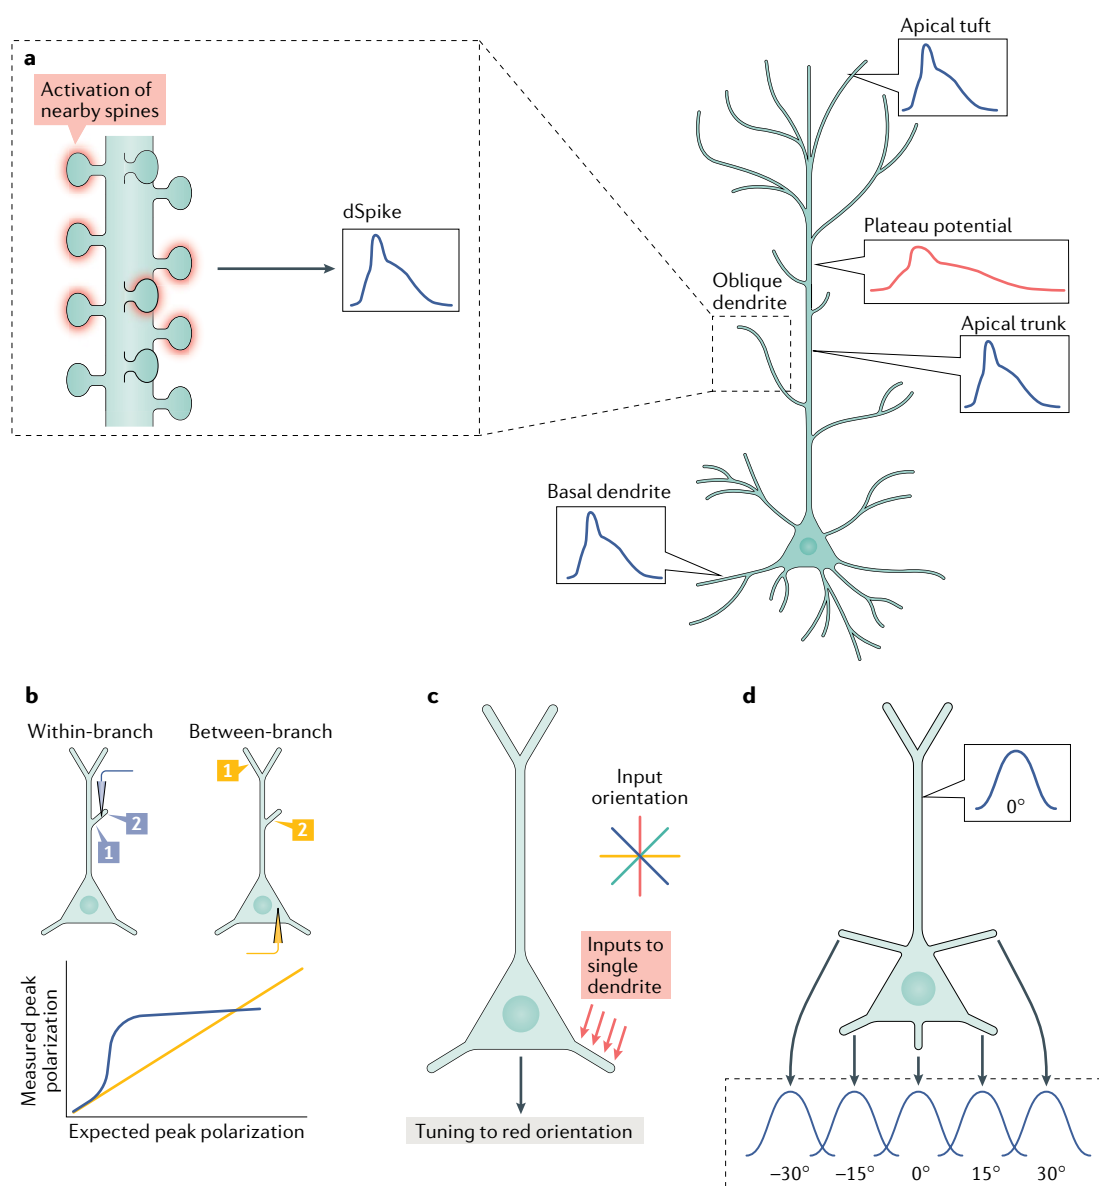 a
Activation of
nearby spines
dSpike
Apical tuft
Plateau potential
Oblique
dendrite
Apical trunk
Basal dendrite
b
Within-branch
Between-branch
1
2
2
1
Measured peak
polarization
Expected peak polarization
c
Input
orientation
Inputs to
single
dendrite
Tuning to red orientation
d
0°
−30°
−15°
0°
15°
30°